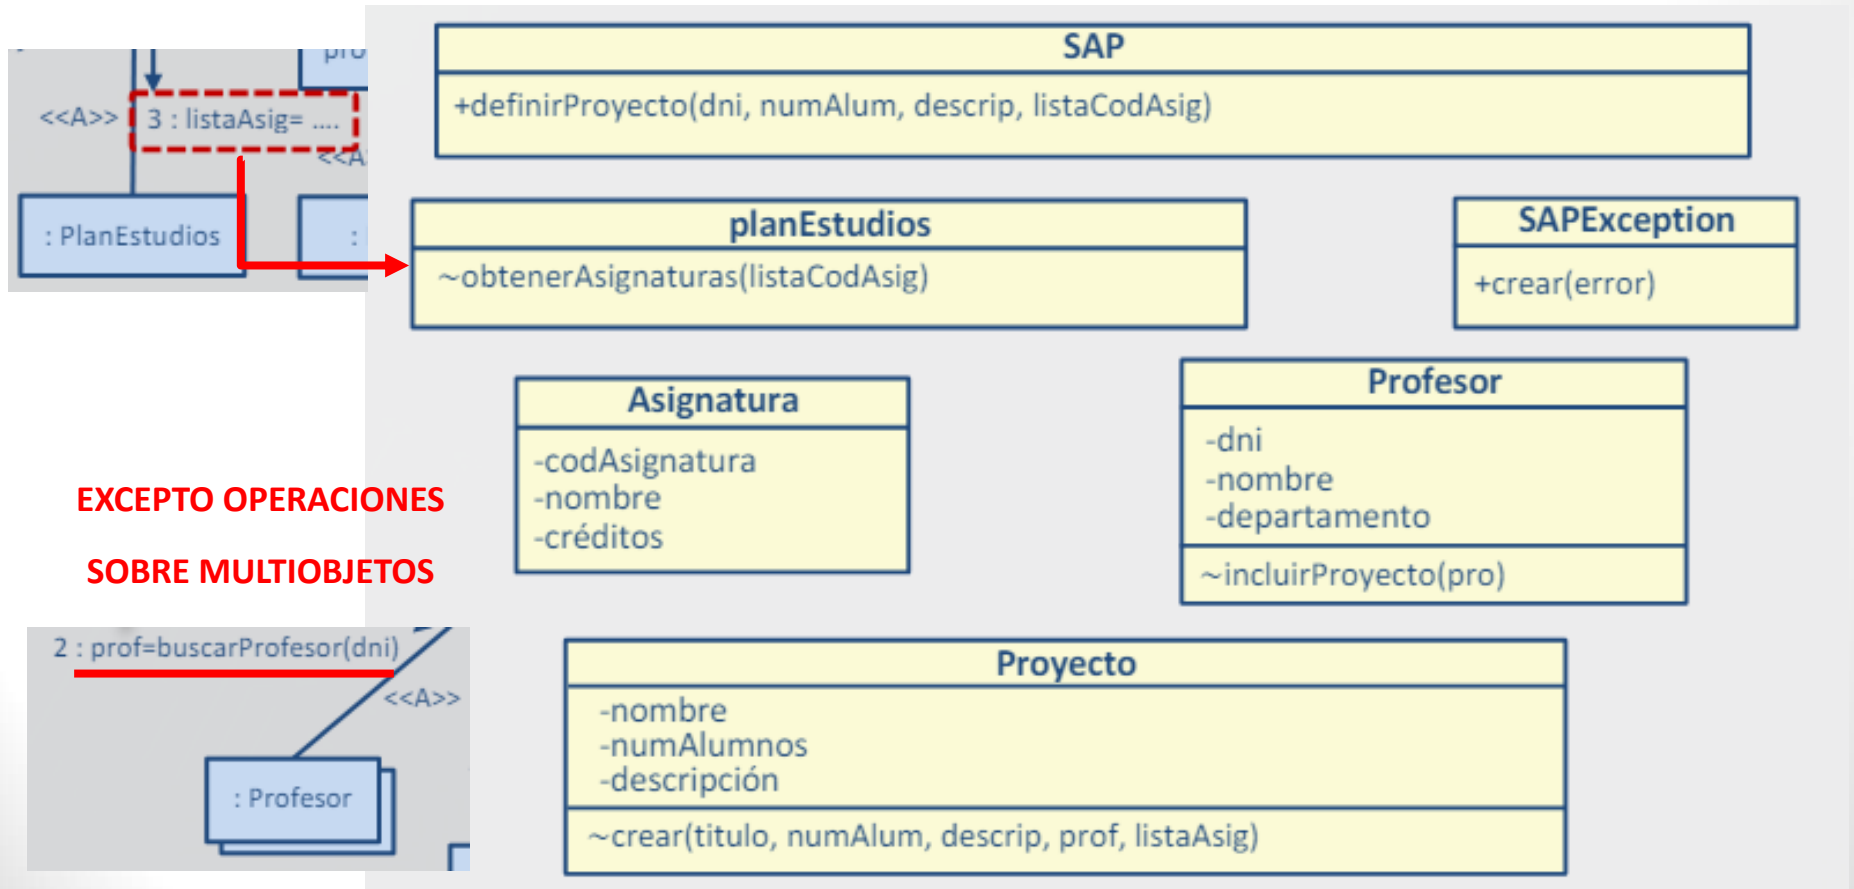 pro
<<A>>
3 : listaAsig= ....
<<A
: PlanEstudios
:
SAP
+definirProyecto(dni, numAlum, descrip, listaCodAsig)
planEstudios
~obtenerAsignaturas(listaCodAsig)
SAPException
+crear(error)
Asignatura
-codAsignatura
-nombre
-créditos
Profesor
-dni
-nombre
-departamento
~incluirProyecto(pro)
EXCEPTO OPERACIONES
SOBRE MULTIOBJETOS
2 : prof=buscarProfesor(dni)
<<A>>
: Profesor
Proyecto
-nombre
-numAlumnos
-descripción
~crear(titulo, numAlum, descrip, prof, listaAsig)